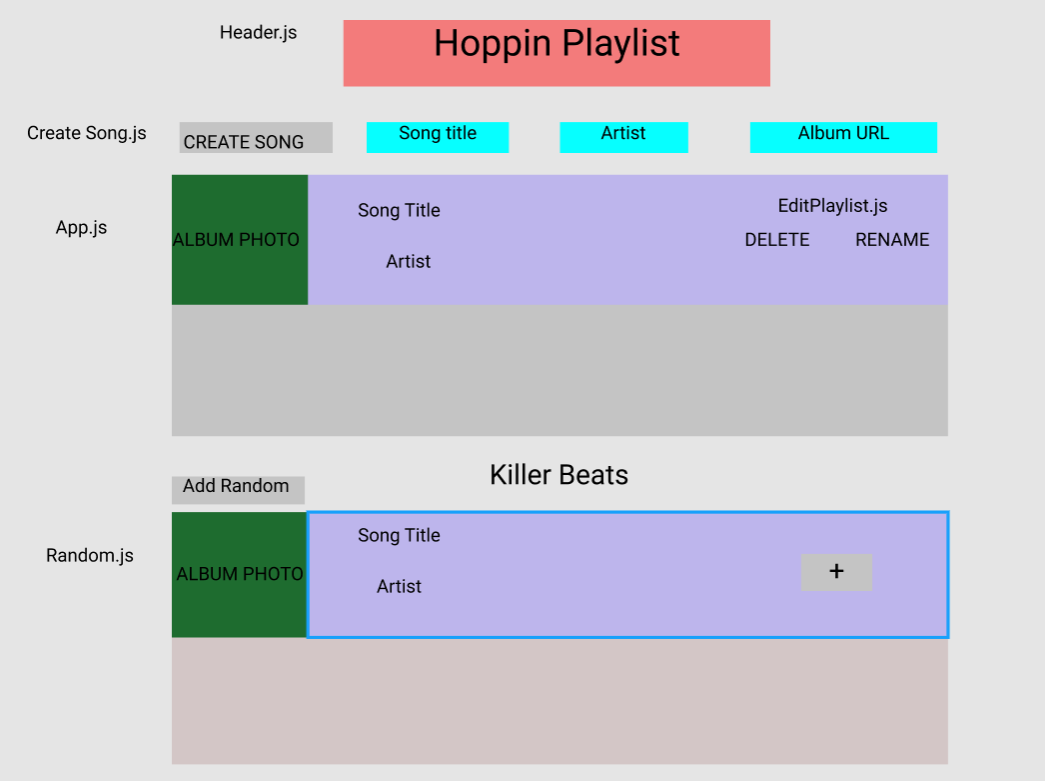 Header.js
Hoppin Playlist
Create Song.js
CREATE SONG
Song title
Artist
Album URL
App.js
ALBUM PHOTO
Song Title
Artist
EditPlaylist.js
DELETE
RENAME
Killer Beats
Add Random
Random.js
ALBUM PHOTO
Song Title
Artist
+